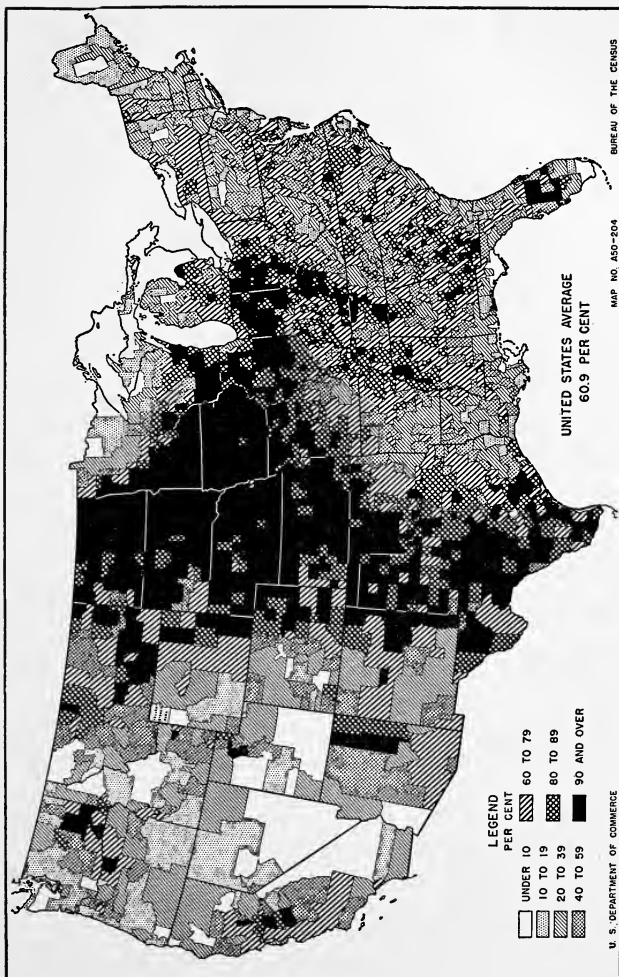 UNITED STATES AVERAGE
60.9 PER CENT
LEGEND
PER CENT
UNDER 10
10 TO 19
20 TO 39
40 TO 59
60 TO 79
80 TO 89
90 AND OVER
U. S. DEPARTMENT OF COMMERCE
MAP NO. A50-204
BUREAU OF THE CENSUS